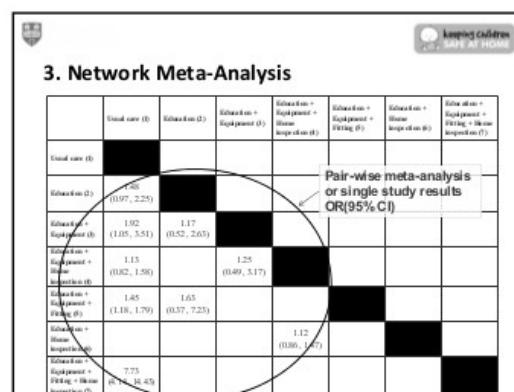 keeping children
SAFE AT HOME
3. Network Meta-Analysis
Usual care (1)
Education (2)
Education +
Equipment (3)
Education +
Equipment +
Home
inspection (4)
Education +
Equipment +
Fitting (5)
Education +
Home
inspection (6)
Education +
Equipment +
Fitting + Home
inspection (7)
Usual care (1)
Education (2)
1.48
(0.97, 2.25)
Pair-wise meta-analysis
or single study results
OR(95% CI)
Education +
Equipment (3)
1.92
(1.05, 3.51)
1.17
(0.52, 2.63)
Education +
Equipment +
Home
inspection (4)
1.13
(0.82, 1.58)
1.25
(0.49, 3.17)
Education +
Equipment +
Fitting (5)
1.45
(1.18, 1.79)
1.63
(0.37, 7.23)
Education +
Home
inspection (6)
1.12
(0.86, 1.47)
Education +
Equipment +
Fitting + Home
inspection (7)
7.73